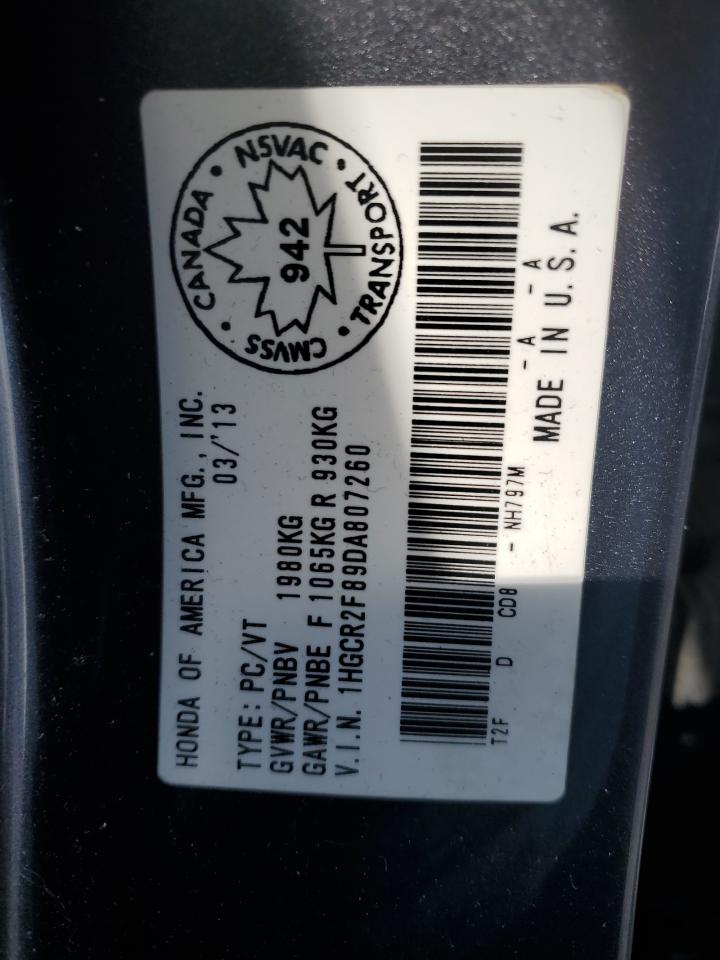 HONDA OF AMERICA MFG., INC.
03/'13
TYPE: PC/VT
GVWR/PNBV 1980KG
GAWR/PNBE F 1065KG R 930KG
V.I.N. 1HGCR2F89DA807260
CANADA • NSVAC • TRANSPORT • CMVSS •
942
T2F D CD8 - NH797M - A - A
MADE IN U.S.A.